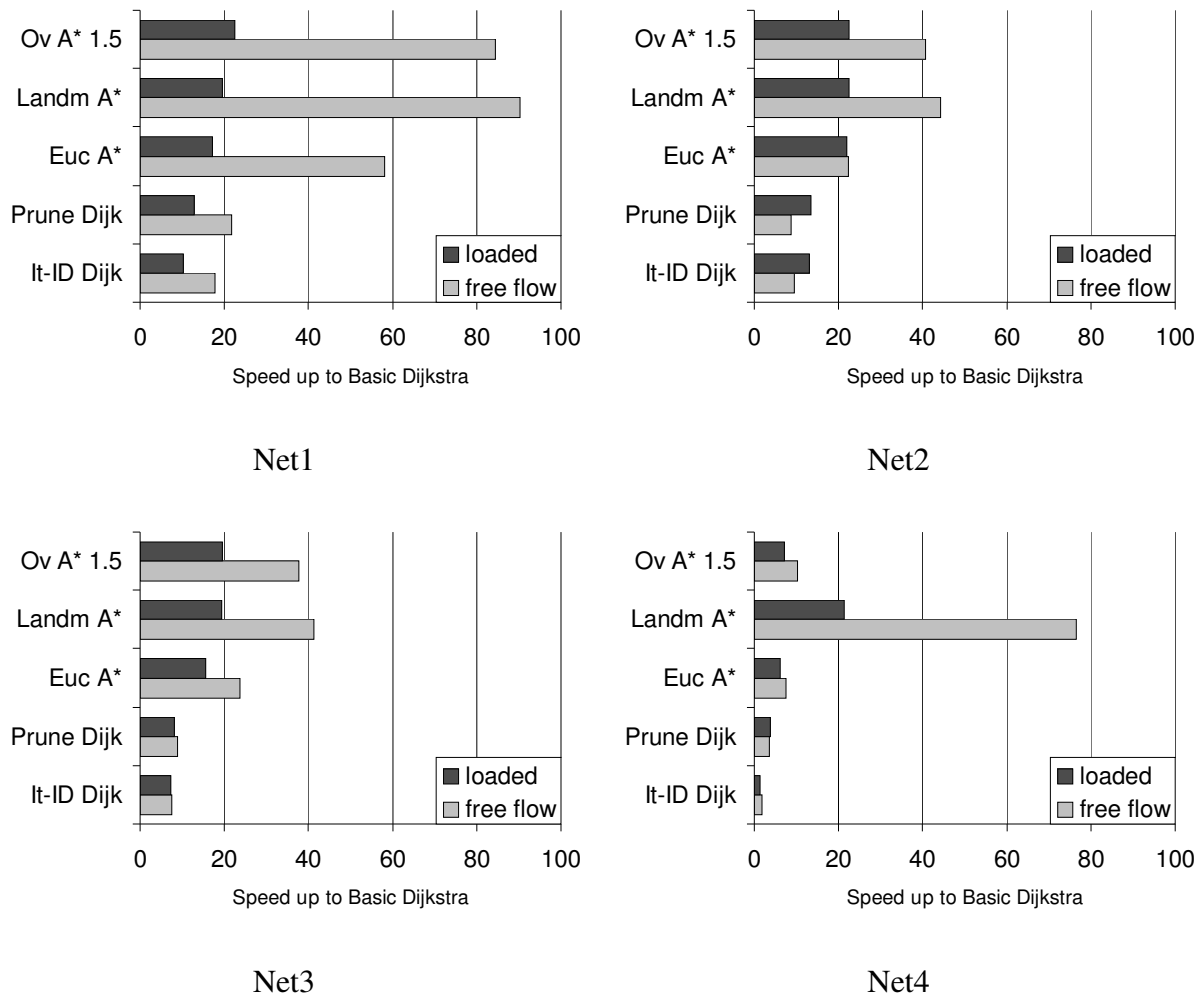 Ov A* 1.5
Landm A*
Euc A*
Prune Dijk
It-ID Dijk
loaded
free flow
0 20 40 60 80 100
Speed up to Basic Dijkstra
Net1
Ov A* 1.5
Landm A*
Euc A*
Prune Dijk
It-ID Dijk
loaded
free flow
0 20 40 60 80 100
Speed up to Basic Dijkstra
Net2
Ov A* 1.5
Landm A*
Euc A*
Prune Dijk
It-ID Dijk
loaded
free flow
0 20 40 60 80 100
Speed up to Basic Dijkstra
Net3
Ov A* 1.5
Landm A*
Euc A*
Prune Dijk
It-ID Dijk
loaded
free flow
0 20 40 60 80 100
Speed up to Basic Dijkstra
Net4